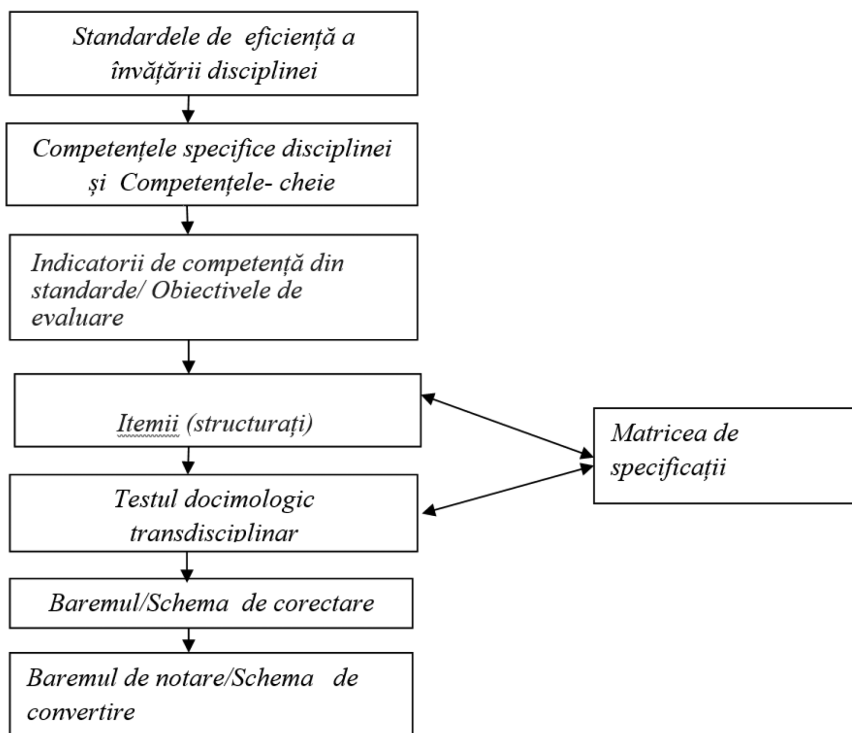 Standardele de eficiență a
învățării disciplinei
Competențele specifice disciplinei
și Competențele- cheie
Indicatorii de competență din
standarde/ Obiectivele de
evaluare
Itemii (structurați)
Matricea de
specificații
Testul docimologic
transdisciplinar
Baremul/Schema de corectare
Baremul de notare/Schema de
convertire